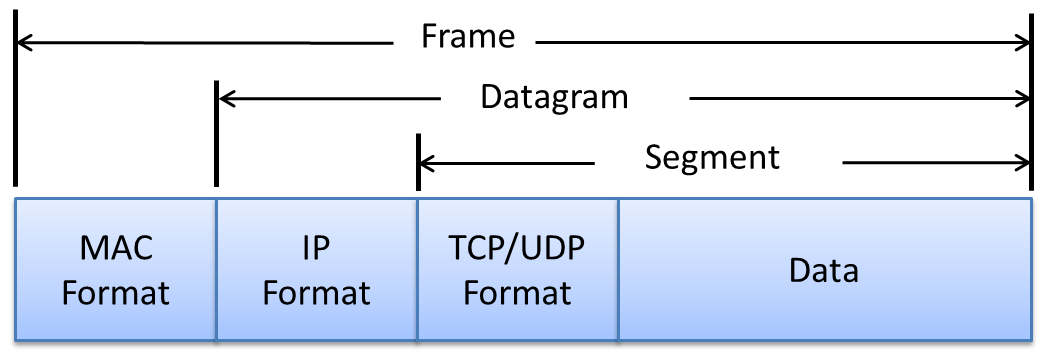 Frame
Datagram
Segment
MAC
Format
IP
Format
TCP/UDP
Format
Data